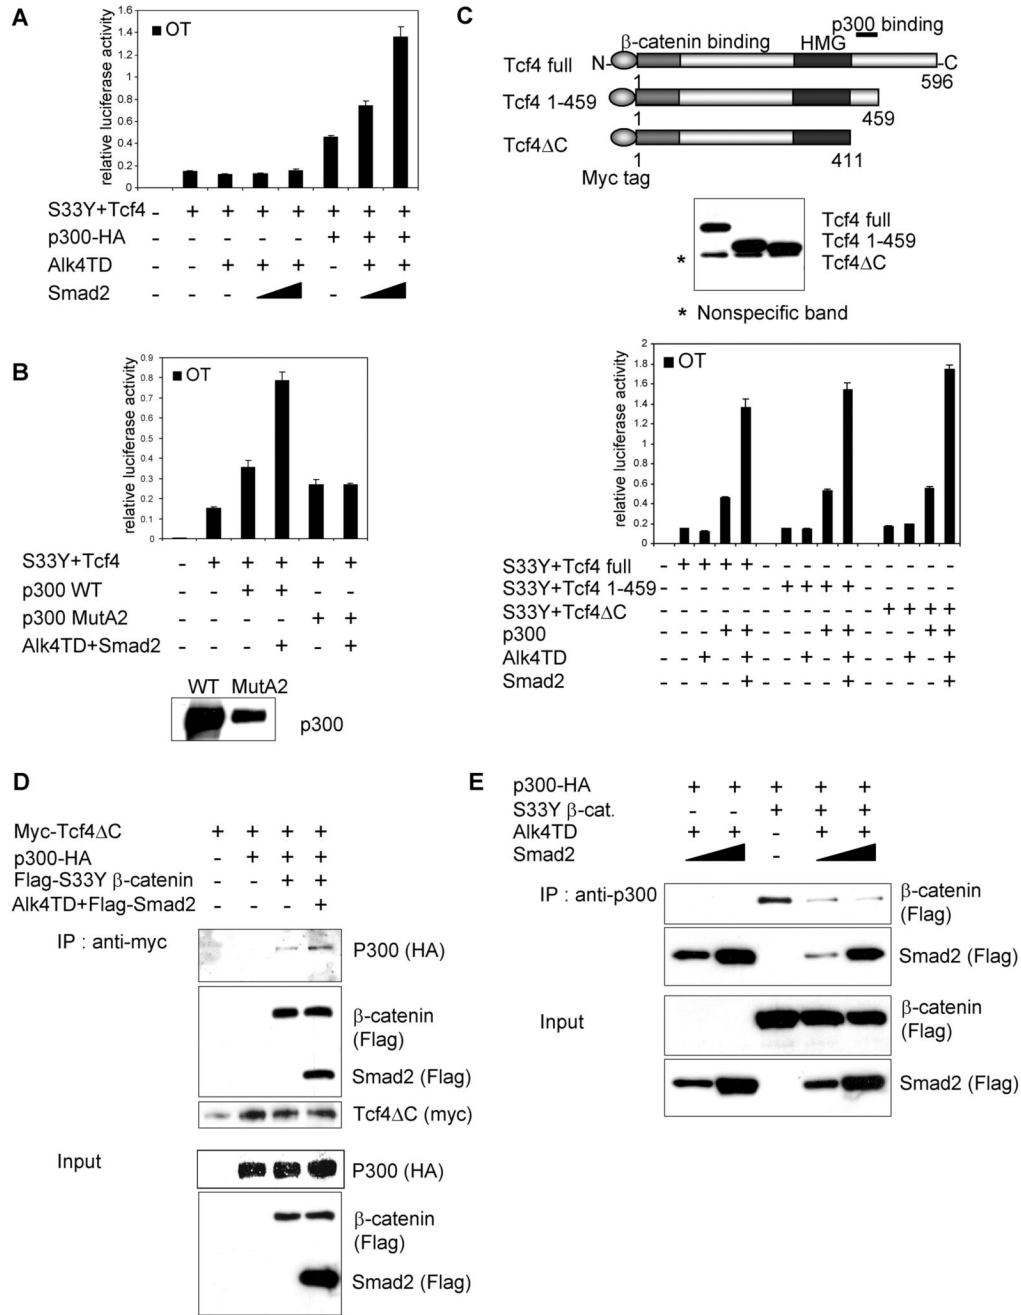 A
relative luciferase activity
1.6
1.4
1.2
1.0
0.8
0.6
0.4
0.2
0
OT
S33Y+Tcf4 - + + + + + + +
p300-HA - - - - - + + +
Alk4TD - - + + + - + +
Smad2 - - - -
B
relative luciferase activity
0.9
0.8
0.7
0.6
0.5
0.4
0.3
0.2
0.1
0
OT
S33Y+Tcf4 - + + + + +
p300 WT - - + + - -
p300 MutA2 - - - - + +
Alk4TD+Smad2 - - - + - +
WT MutA2
p300
C
p300 binding
β-catenin binding HMG
Tcf4 full N- -C
1 596
Tcf4 1-459
1 459
Tcf4ΔC
1 411
Myc tag
Tcf4 full
Tcf4 1-459
* Tcf4ΔC
* Nonspecific band
relative luciferase activity
2
1.8
1.6
1.4
1.2
1
0.8
0.6
0.4
0.2
0
OT
S33Y+Tcf4 full - + + + + - - - - - - - - - -
S33Y+Tcf4 1-459 - - - - - - + + + + - - - - -
S33Y+Tcf4ΔC - - - - - - - - - - - + + + +
p300 - - - + + - - - + + - - - + +
Alk4TD - - + - + - - + - + - - + - +
Smad2 - - - - + - - - - + - - - - +
D
Myc-Tcf4ΔC + + + +
p300-HA - + + +
Flag-S33Y β-catenin - - + +
Alk4TD+Flag-Smad2 - - - +
IP : anti-myc
P300 (HA)
β-catenin
(Flag)
Smad2 (Flag)
Tcf4ΔC (myc)
Input
P300 (HA)
β-catenin
(Flag)
Smad2 (Flag)
E
p300-HA + + + + +
S33Y β-cat. - - + + +
Alk4TD + + - + +
Smad2 -
IP : anti-p300
β-catenin
(Flag)
Smad2 (Flag)
Input
β-catenin
(Flag)
Smad2 (Flag)